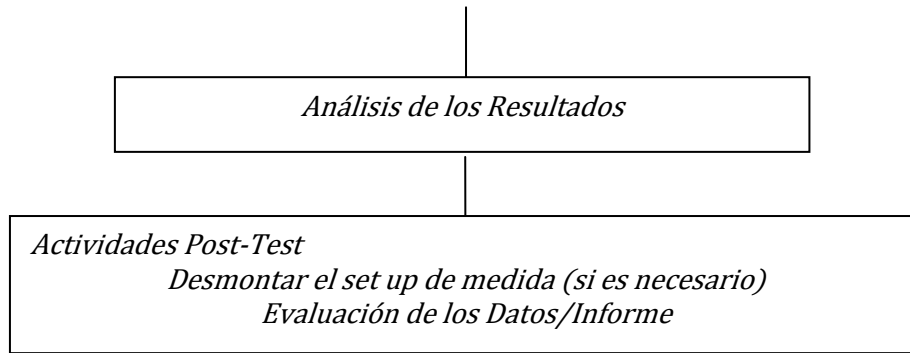 Análisis de los Resultados
Actividades Post-Test
Desmontar el set up de medida (si es necesario)
Evaluación de los Datos/Informe